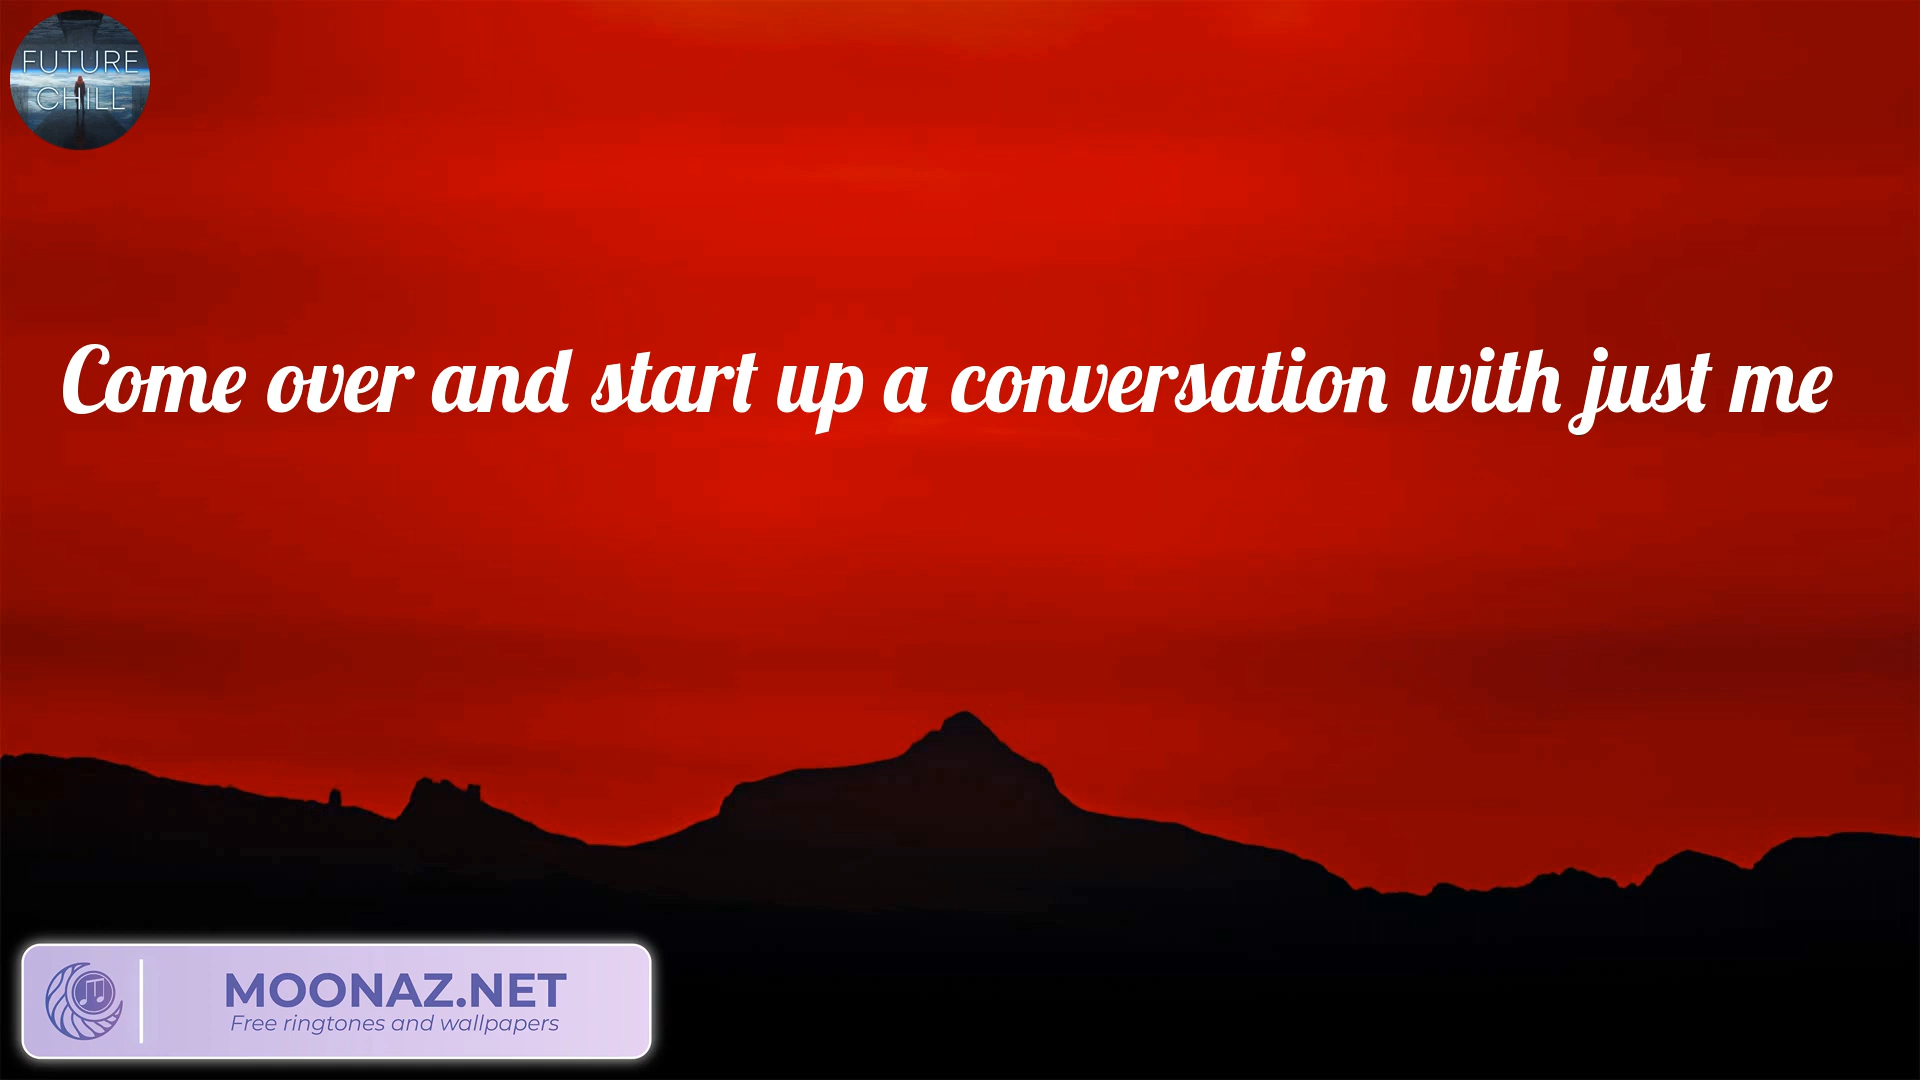 FUTURE
CHILL
Come over and start up a conversation with just me
MOONAZ.NET
Free ringtones and wallpapers